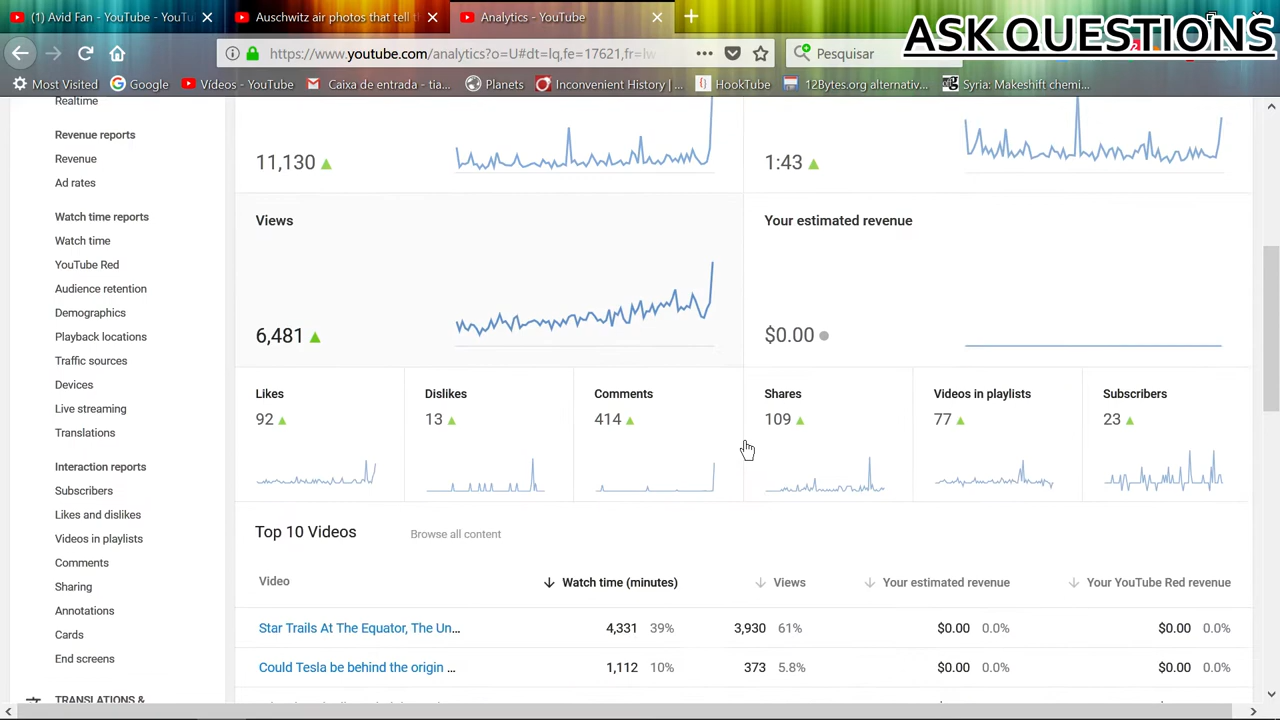 (1) Avid Fan - YouTube - YouTu
Auschwitz air photos that tell t
Analytics - YouTube
ASK QUESTIONS
https://www.youtube.com/analytics?o=U#dt=lq,fe=17621,fr=lw
Pesquisar
Most Visited
Google
Vídeos - YouTube
Caixa de entrada - tia...
Planets
Inconvenient History | ...
HookTube
12Bytes.org alternativ...
Syria: Makeshift chemi...
Realtime
Revenue reports
Revenue
Ad rates
Watch time reports
Watch time
YouTube Red
Audience retention
Demographics
Playback locations
Traffic sources
Devices
Live streaming
Translations
Interaction reports
Subscribers
Likes and dislikes
Videos in playlists
Comments
Sharing
Annotations
Cards
End screens
TRANSLATIONS &
11,130
1:43
Views
6,481
Your estimated revenue
$0.00
Likes
92
Dislikes
13
Comments
414
Shares
109
Videos in playlists
77
Subscribers
23
Top 10 Videos Browse all content
Video Watch time (minutes) Views Your estimated revenue Your YouTube Red revenue
Star Trails At The Equator, The Un... 4,331 39% 3,930 61% $0.00 0.0% $0.00 0.0%
Could Tesla be behind the origin ... 1,112 10% 373 5.8% $0.00 0.0% $0.00 0.0%